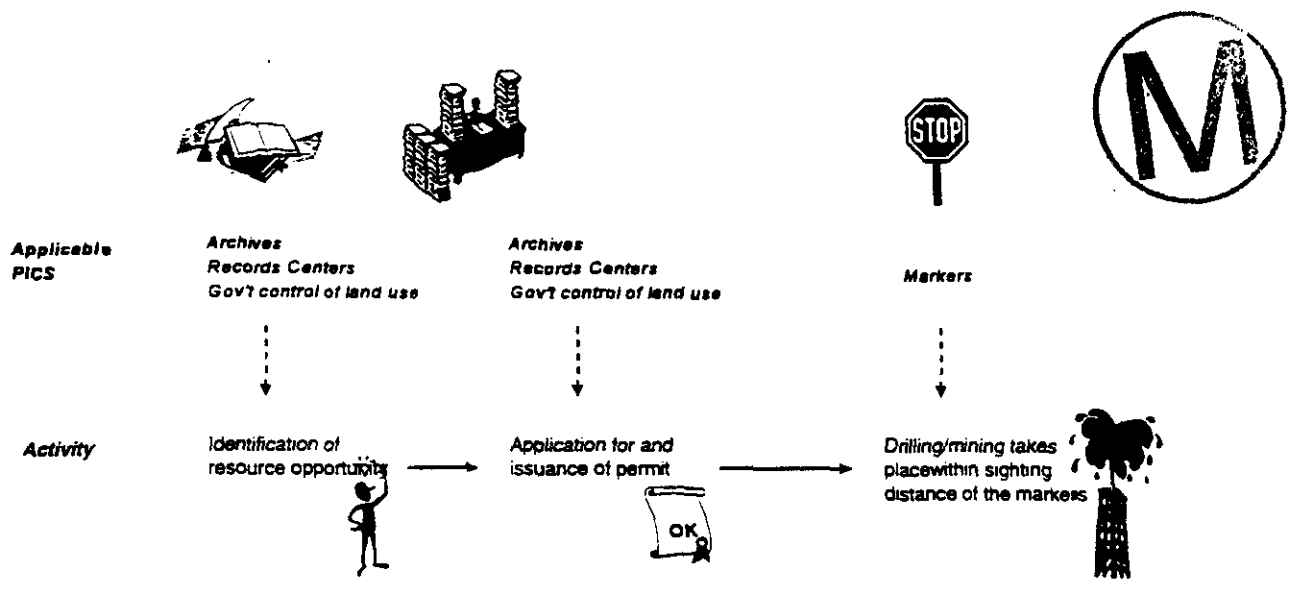 STOP
M
Applicable
PICS
Archives
Records Centers
Gov't control of land use
Archives
Records Centers
Gov't control of land use
Markers
Activity
Identification of
resource opportunity
Application for and
issuance of permit
OK
Drilling/mining takes
placewithin sighting
distance of the markers